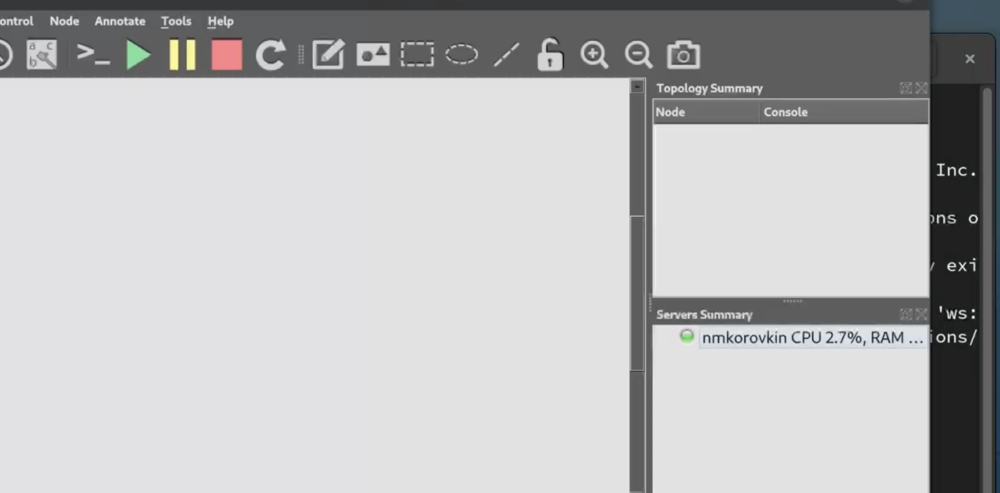 ontrol Node Annotate Tools Help
a c
b
>_
Topology Summary
Node Console
Inc.
ons o
exi
Servers Summary
'ws:
nmkorovkin CPU 2.7%, RAM ...
ions/